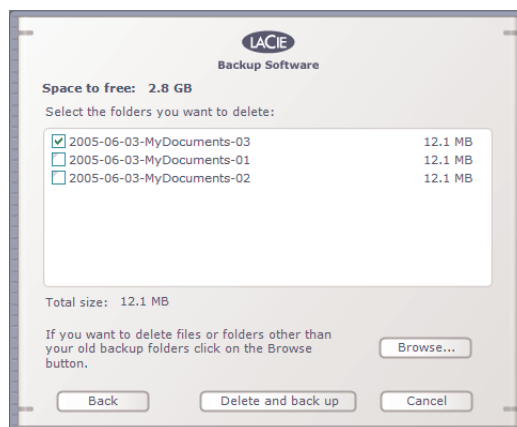 LACIE
Backup Software
Space to free: 2.8 GB
Select the folders you want to delete:
2005-06-03-MyDocuments-03 12.1 MB
2005-06-03-MyDocuments-01 12.1 MB
2005-06-03-MyDocuments-02 12.1 MB
Total size: 12.1 MB
If you want to delete files or folders other than
your old backup folders click on the Browse
button.
Browse...
Back Delete and back up Cancel